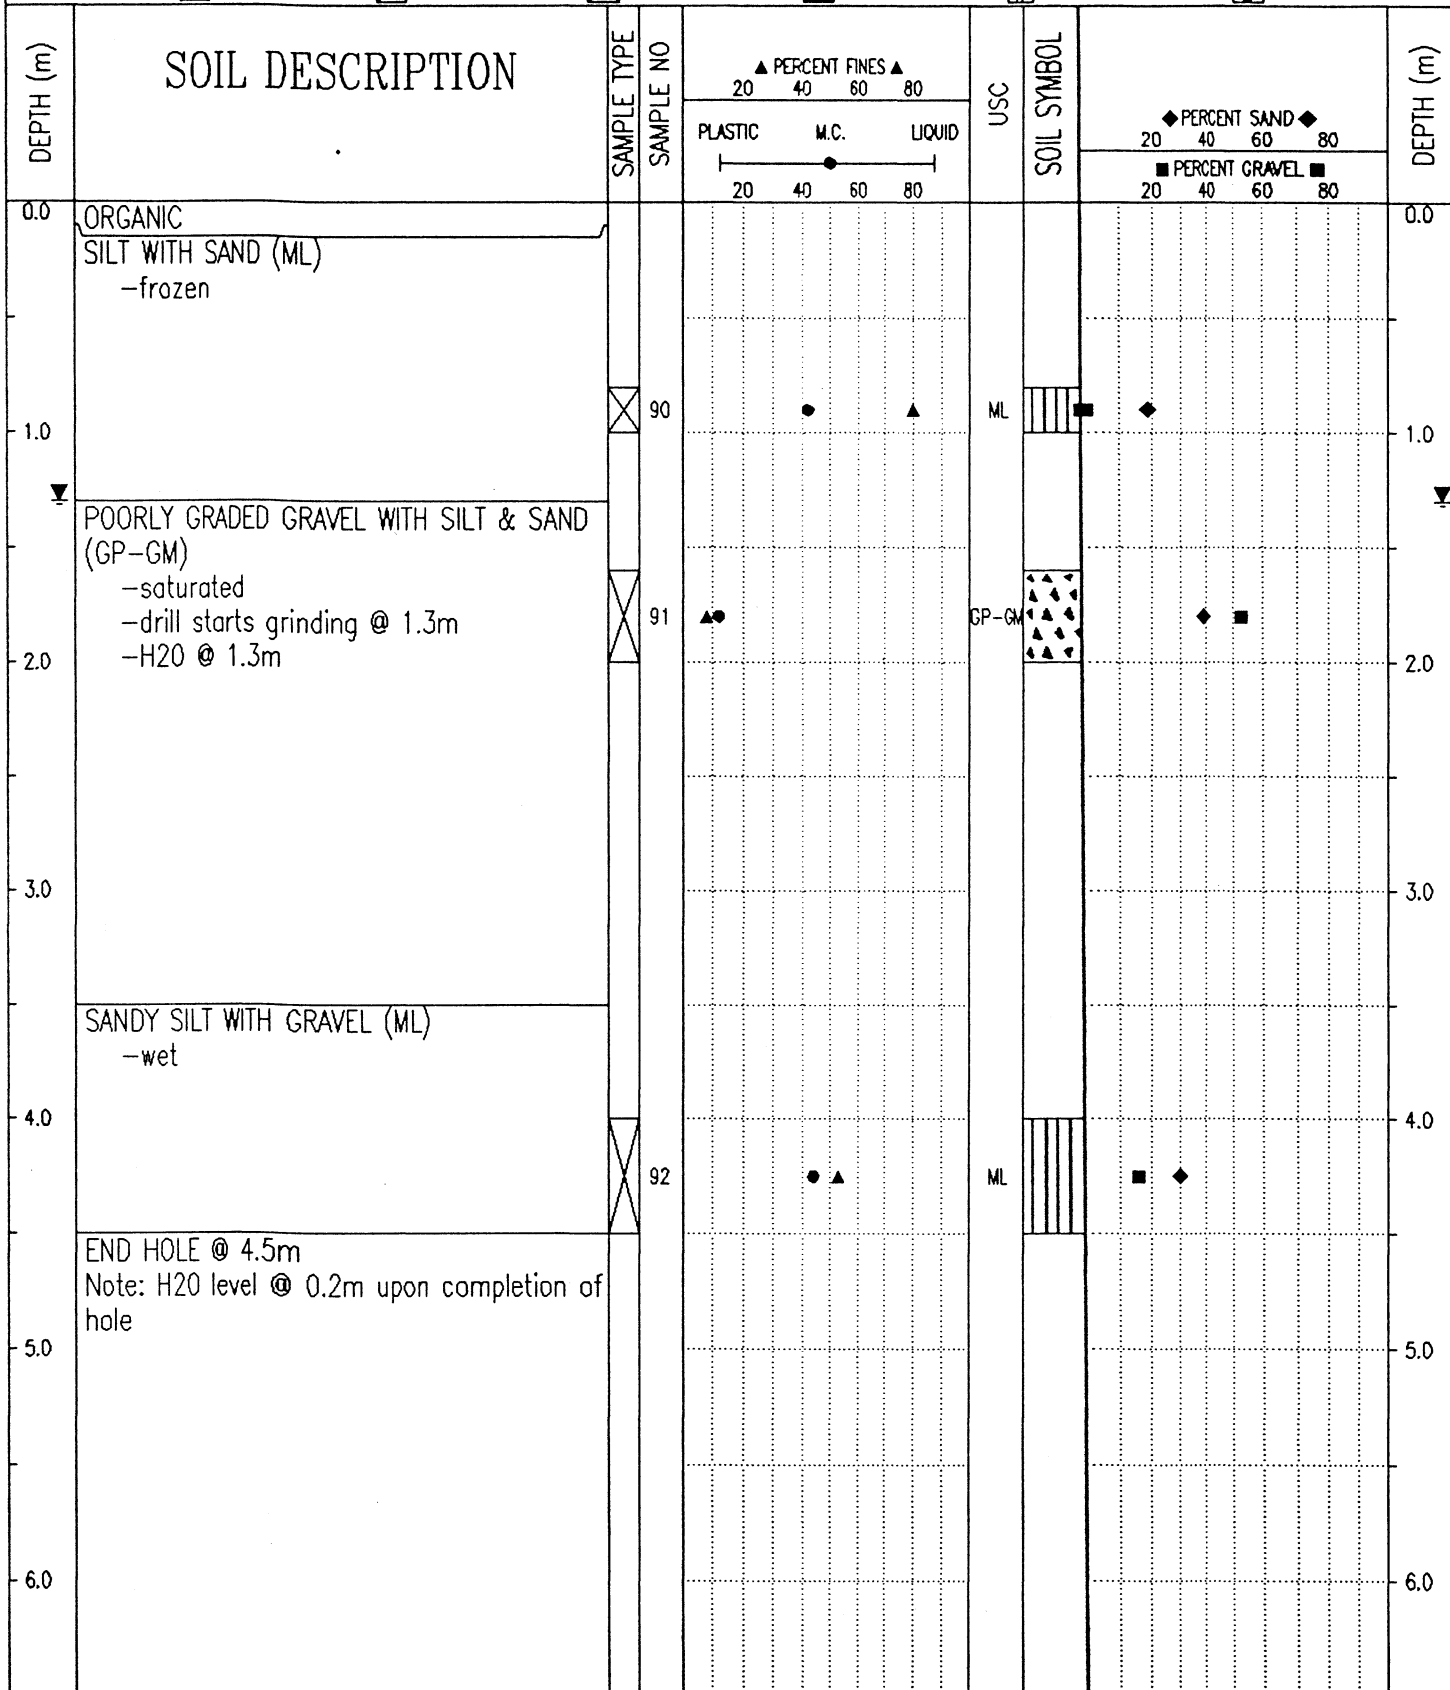 DEPTH (m)
SOIL DESCRIPTION
SAMPLE TYPE
SAMPLE NO
▲ PERCENT FINES ▲
20 40 60 80
PLASTIC M.C. LIQUID
20 40 60 80
USC
SOIL SYMBOL
◆ PERCENT SAND ◆
20 40 60 80
■ PERCENT GRAVEL ■
20 40 60 80
DEPTH (m)
0.0
ORGANIC
0.0
SILT WITH SAND (ML)
-frozen
90 ML
1.0 1.0
POORLY GRADED GRAVEL WITH SILT & SAND
(GP-GM)
-saturated
-drill starts grinding @ 1.3m
91 GP-GM
-H20 @ 1.3m
2.0 2.0
3.0 3.0
SANDY SILT WITH GRAVEL (ML)
-wet
4.0 4.0
92 ML
END HOLE @ 4.5m
Note: H20 level @ 0.2m upon completion of
hole
5.0 5.0
6.0 6.0